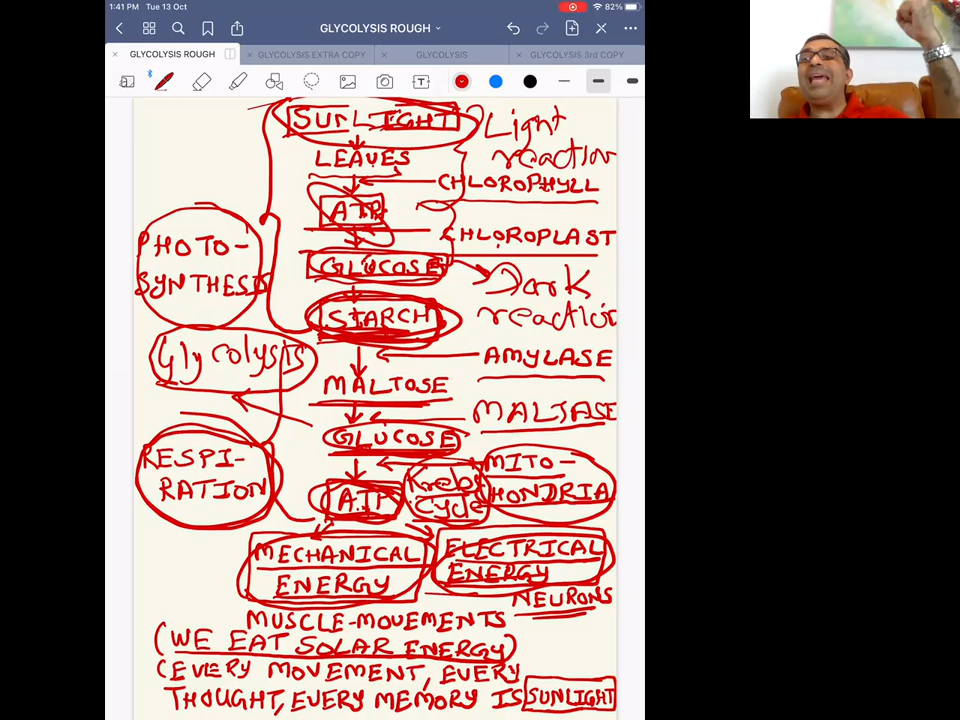 1:41 PM Tue 13 Oct
82%
GLYCOLYSIS ROUGH
GLYCOLYSIS ROUGH
GLYCOLYSIS EXTRA COPY
GLYCOLYSIS
GLYCOLYSIS 3rd COPY
SUNLIGHT
Light
reaction
LEAVES
CHLOROPHYLL
ATP
CHLOROPLAST
PHOTO-
SYNTHESIS
GLUCOSE
Dark
reaction
STARCH
Glycolysis
AMYLASE
MALTOSE
MALTASE
GLUCOSE
RESPI-
RATION
MITO-
HONDRIA
Krebs
Cycle
ATP
MECHANICAL
ENERGY
ELECTRICAL
ENERGY
NEURONS
MUSCLE-MOVEMENTS
(WE EAT SOLAR ENERGY)
(EVERY MOVEMENT, EVERY
THOUGHT, EVERY MEMORY IS SUNLIGHT